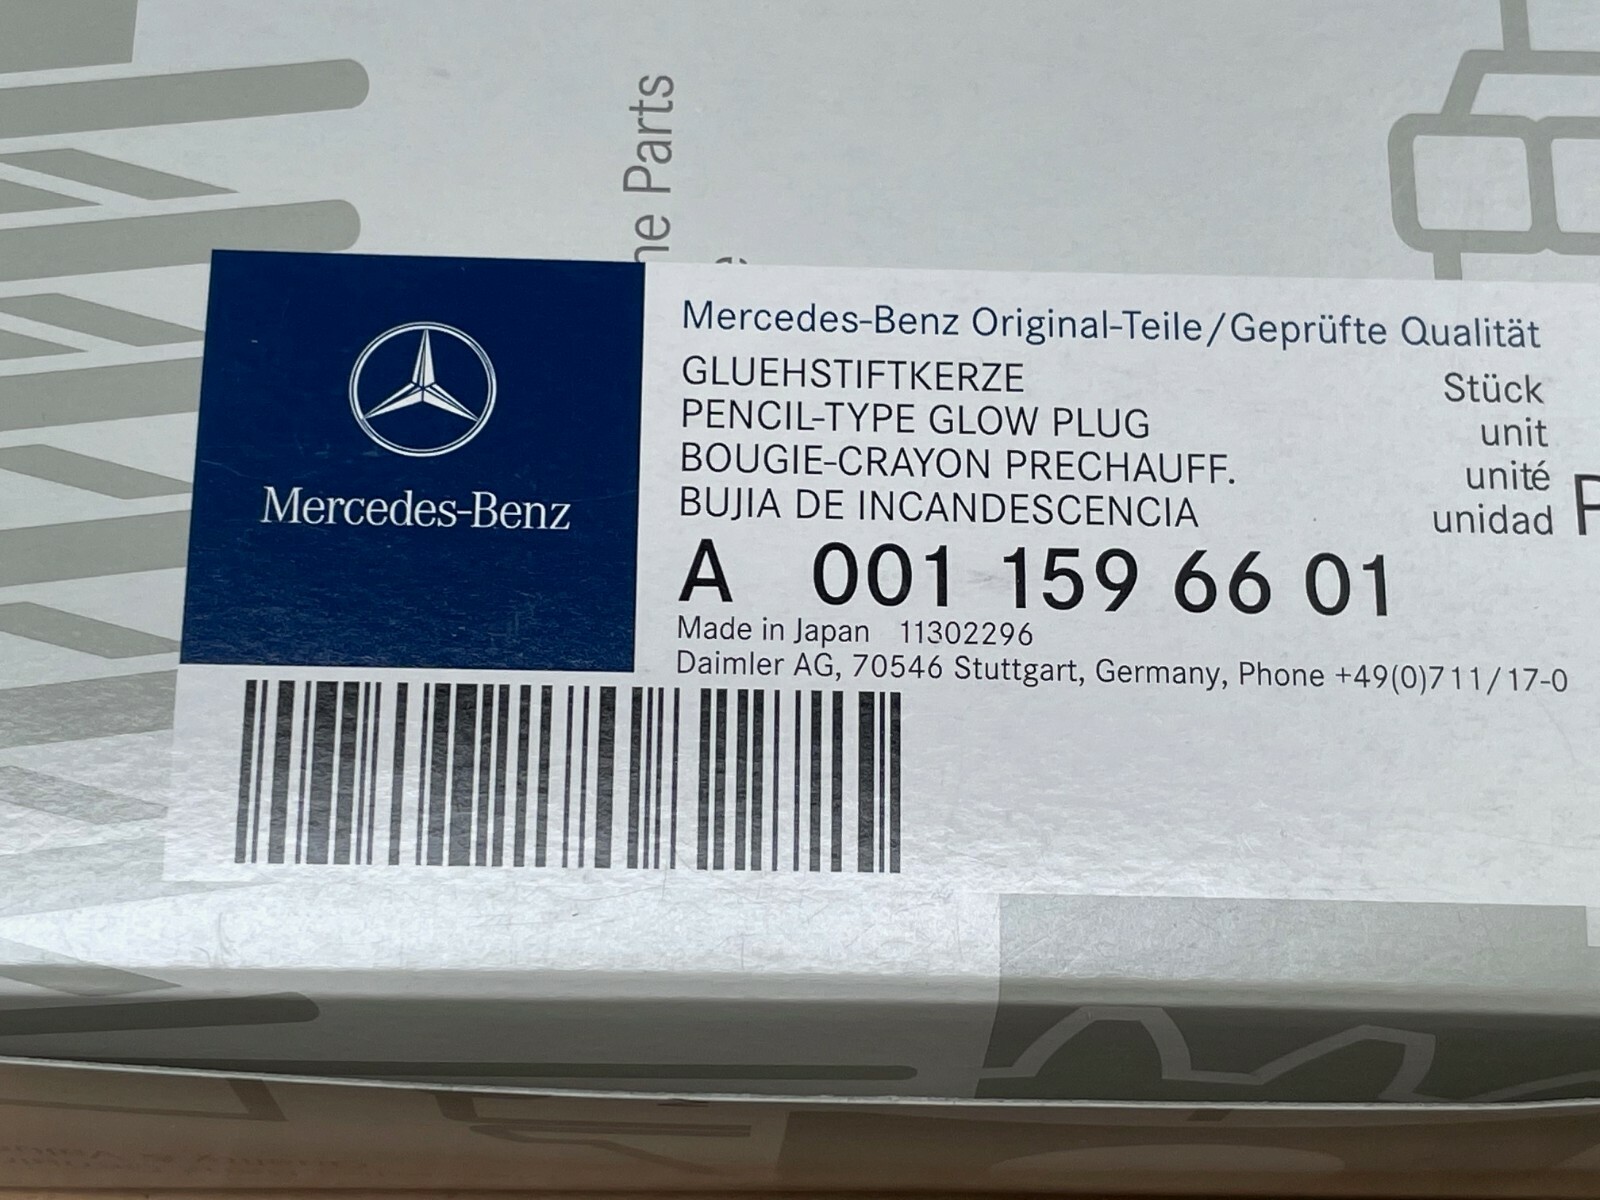 ne Parts
Mercedes-Benz
Mercedes-Benz Original-Teile/Geprüfte Qualität
GLUEHSTIFTKERZE
PENCIL-TYPE GLOW PLUG
BOUGIE-CRAYON PRECHAUFF.
BUJIA DE INCANDESCENCIA
Stück
unit
unité
unidad
A 001 159 66 01
Made in Japan 11302296
Daimler AG, 70546 Stuttgart, Germany, Phone +49(0)711/17-0